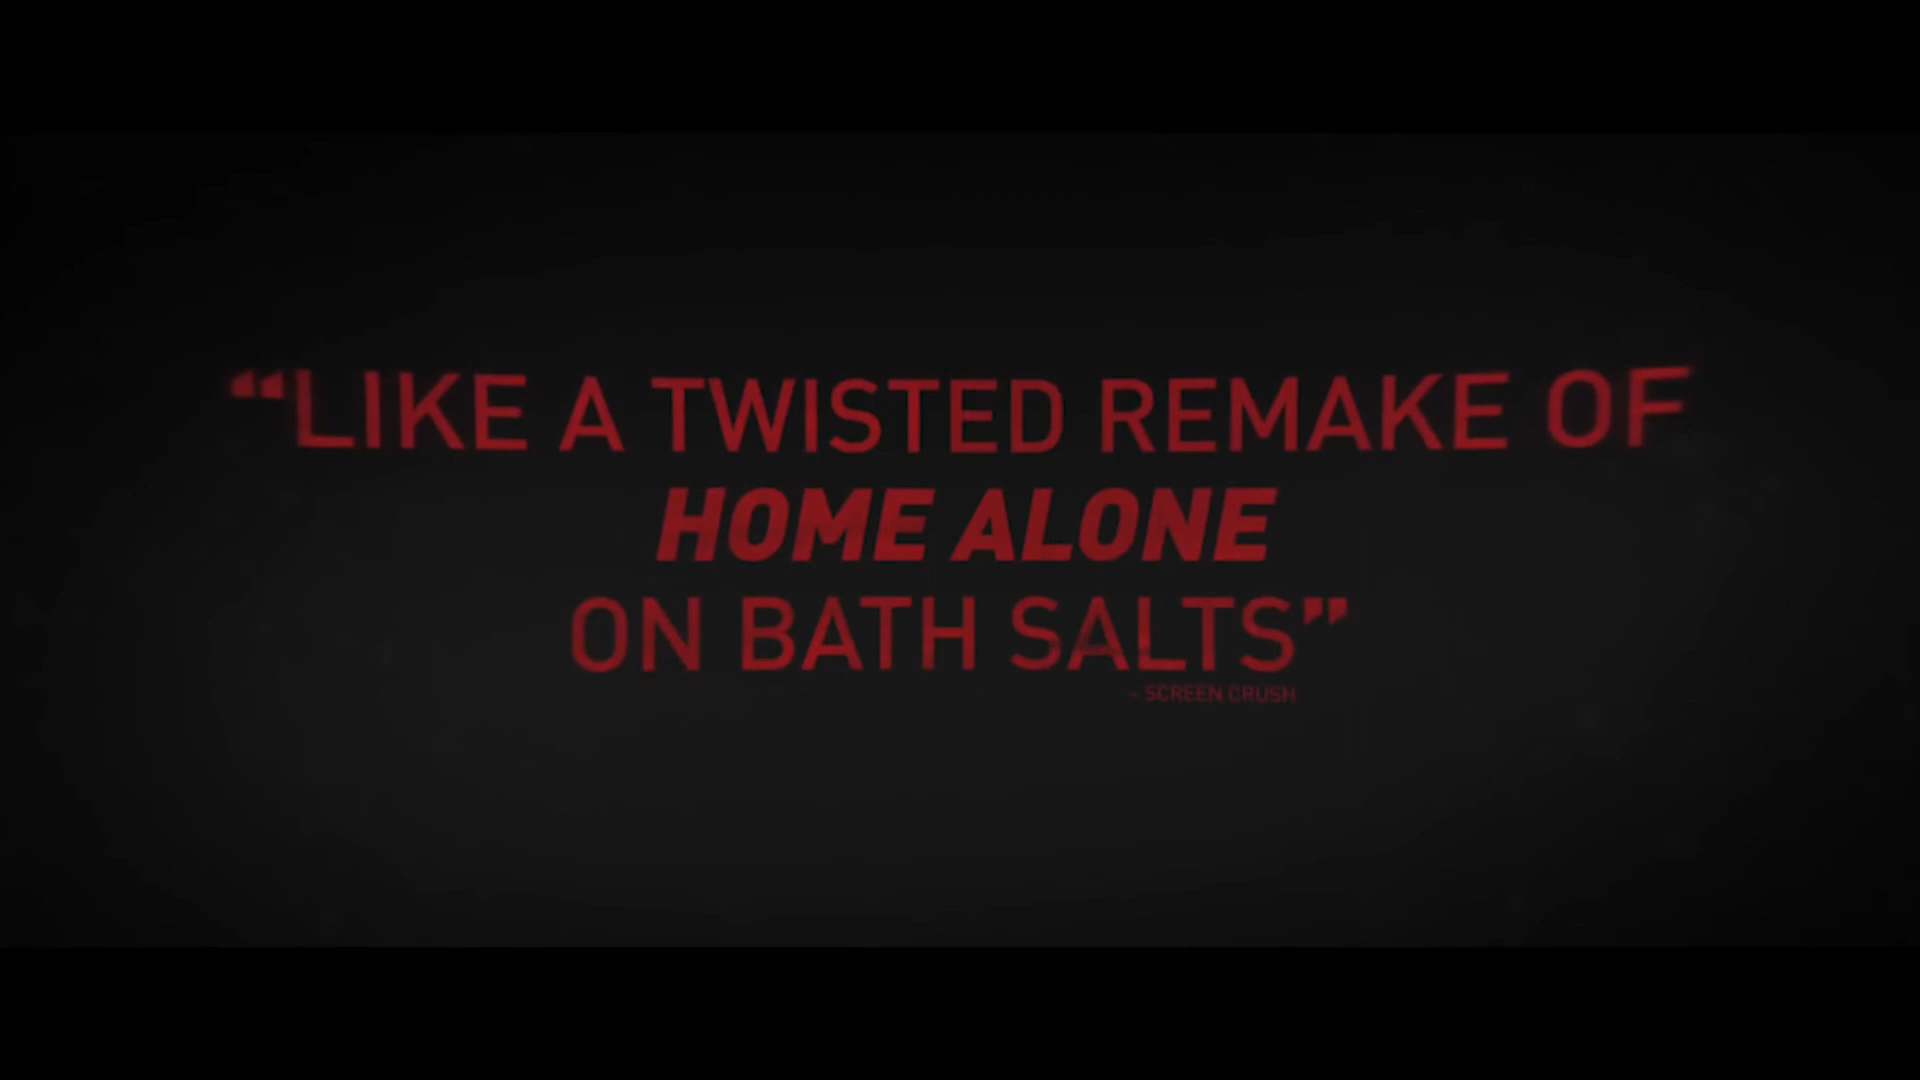 “LIKE A TWISTED REMAKE OF
HOME ALONE
ON BATH SALTS”
- SCREEN CRUSH